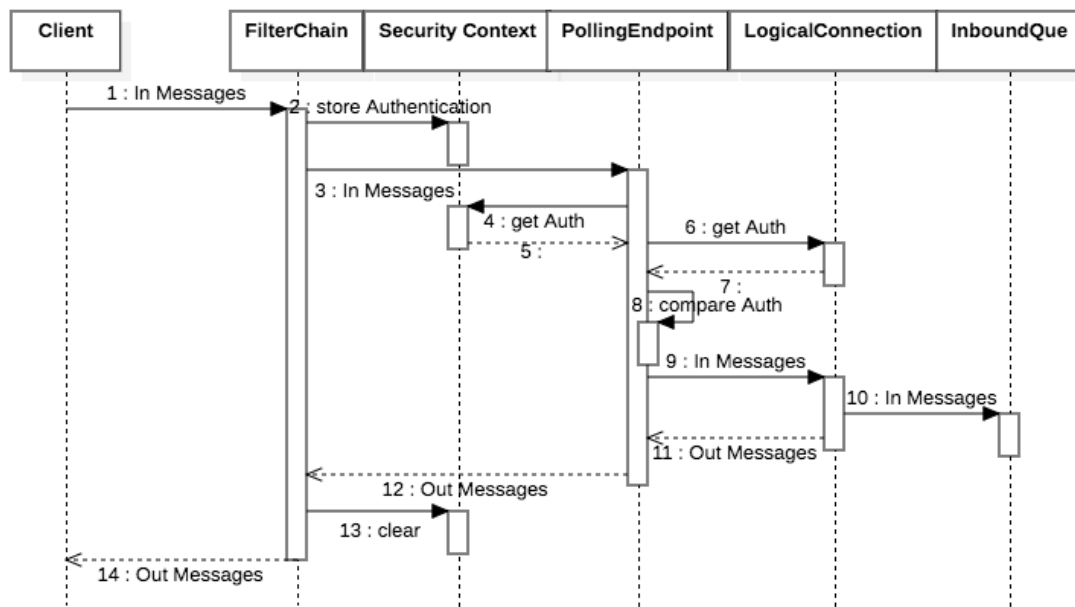 Client
FilterChain
Security Context
PollingEndpoint
LogicalConnection
InboundQue
1 : In Messages
2 : store Authentication
3 : In Messages
4 : get Auth
5 :
6 : get Auth
7 :
8 : compare Auth
9 : In Messages
10 : In Messages
11 : Out Messages
12 : Out Messages
13 : clear
14 : Out Messages